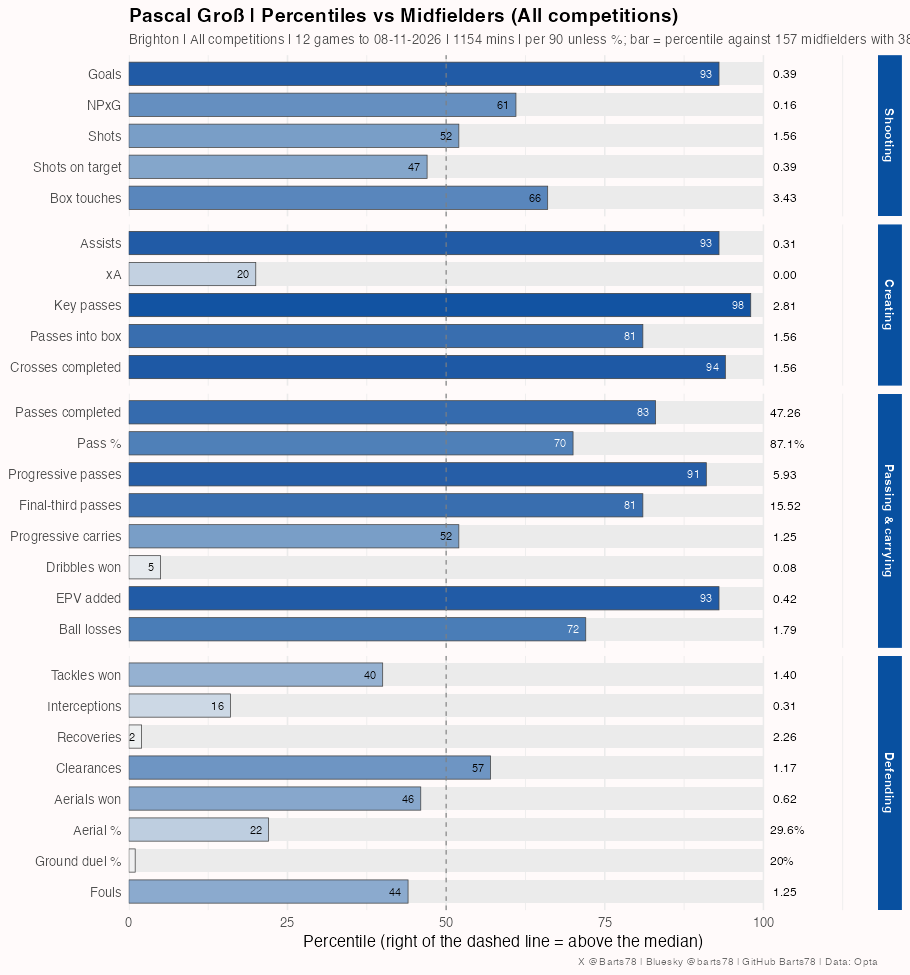 Pascal Groß | Percentiles vs Midfielders (All competitions)
Brighton | All competitions | 12 games to 08-11-2026 | 1154 mins | per 90 unless %; bar = percentile against 157 midfielders with 38
Goals 93 0.39
NPxG 61 0.16
Shots 52 1.56
Shots on target 47 0.39
Box touches 66 3.43
Shooting
Assists 93 0.31
xA 20 0.00
Key passes 98 2.81
Passes into box 81 1.56
Crosses completed 94 1.56
Creating
Passes completed 83 47.26
Pass % 70 87.1%
Progressive passes 91 5.93
Final-third passes 81 15.52
Progressive carries 52 1.25
Dribbles won 5 0.08
EPV added 93 0.42
Ball losses 72 1.79
Passing & carrying
Tackles won 40 1.40
Interceptions 16 0.31
Recoveries 2 2.26
Clearances 57 1.17
Aerials won 46 0.62
Aerial % 22 29.6%
Ground duel % 20%
Fouls 44 1.25
Defending
0 25 50 75 100
Percentile (right of the dashed line = above the median)
X @Barts78 | Bluesky @barts78 | GitHub Barts78 | Data: Opta